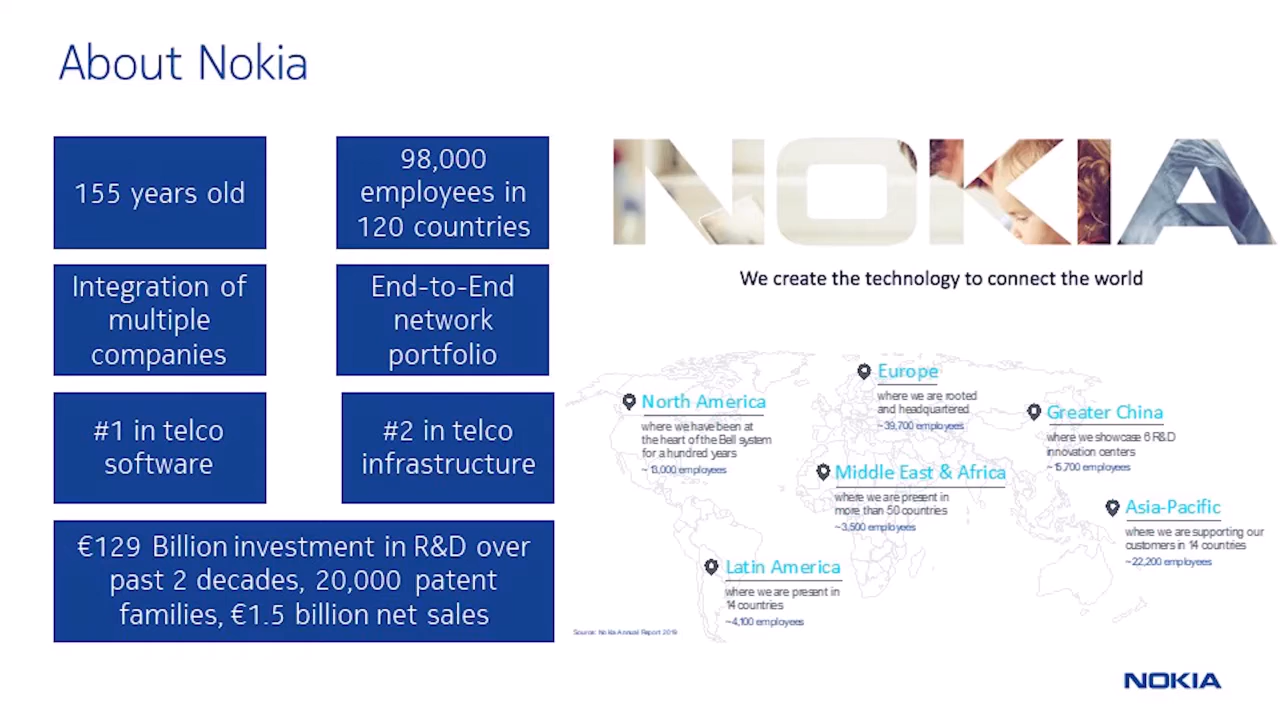 About Nokia
155 years old
98,000
employees in
120 countries
Integration of
multiple
companies
End-to-End
network
portfolio
#1 in telco
software
#2 in telco
infrastructure
€129 Billion investment in R&D over
past 2 decades, 20,000 patent
families, €1.5 billion net sales
NOKIA
We create the technology to connect the world
North America
where we have been at
the heart of the Bell system
for a hundred years
~13,000 employees
Europe
where we are rooted
and headquartered
~39,700 employees
Greater China
where we showcase 6 R&D
innovation centers
~15,700 employees
Middle East & Africa
where we are present in
more than 50 countries
~3,500 employees
Asia-Pacific
where we are supporting our
customers in 14 countries
~22,200 employees
Latin America
where we are present in
14 countries
~4,100 employees
Source: Nokia Annual Report 2019
NOKIA